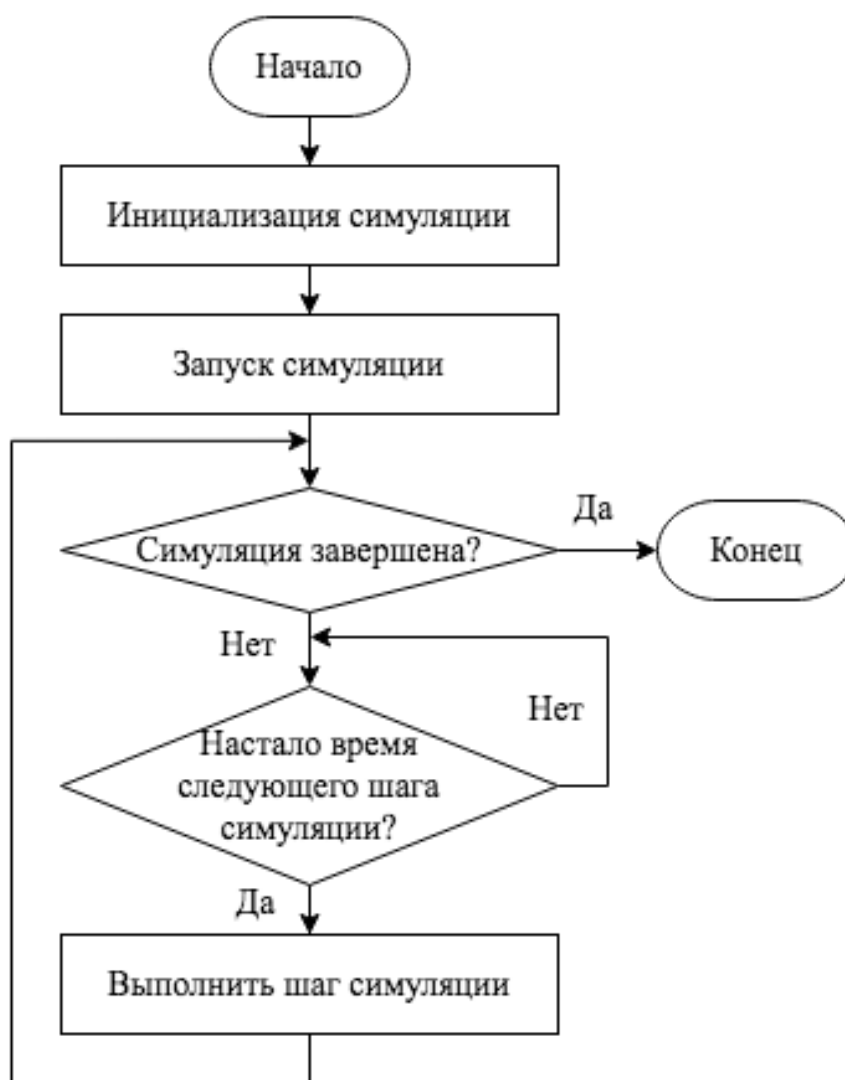 Начало
Инициализация симуляции
Запуск симуляции
Симуляция завершена?
Да
Конец
Нет
Настало время
следующего шага
симуляции?
Нет
Да
Выполнить шаг симуляции